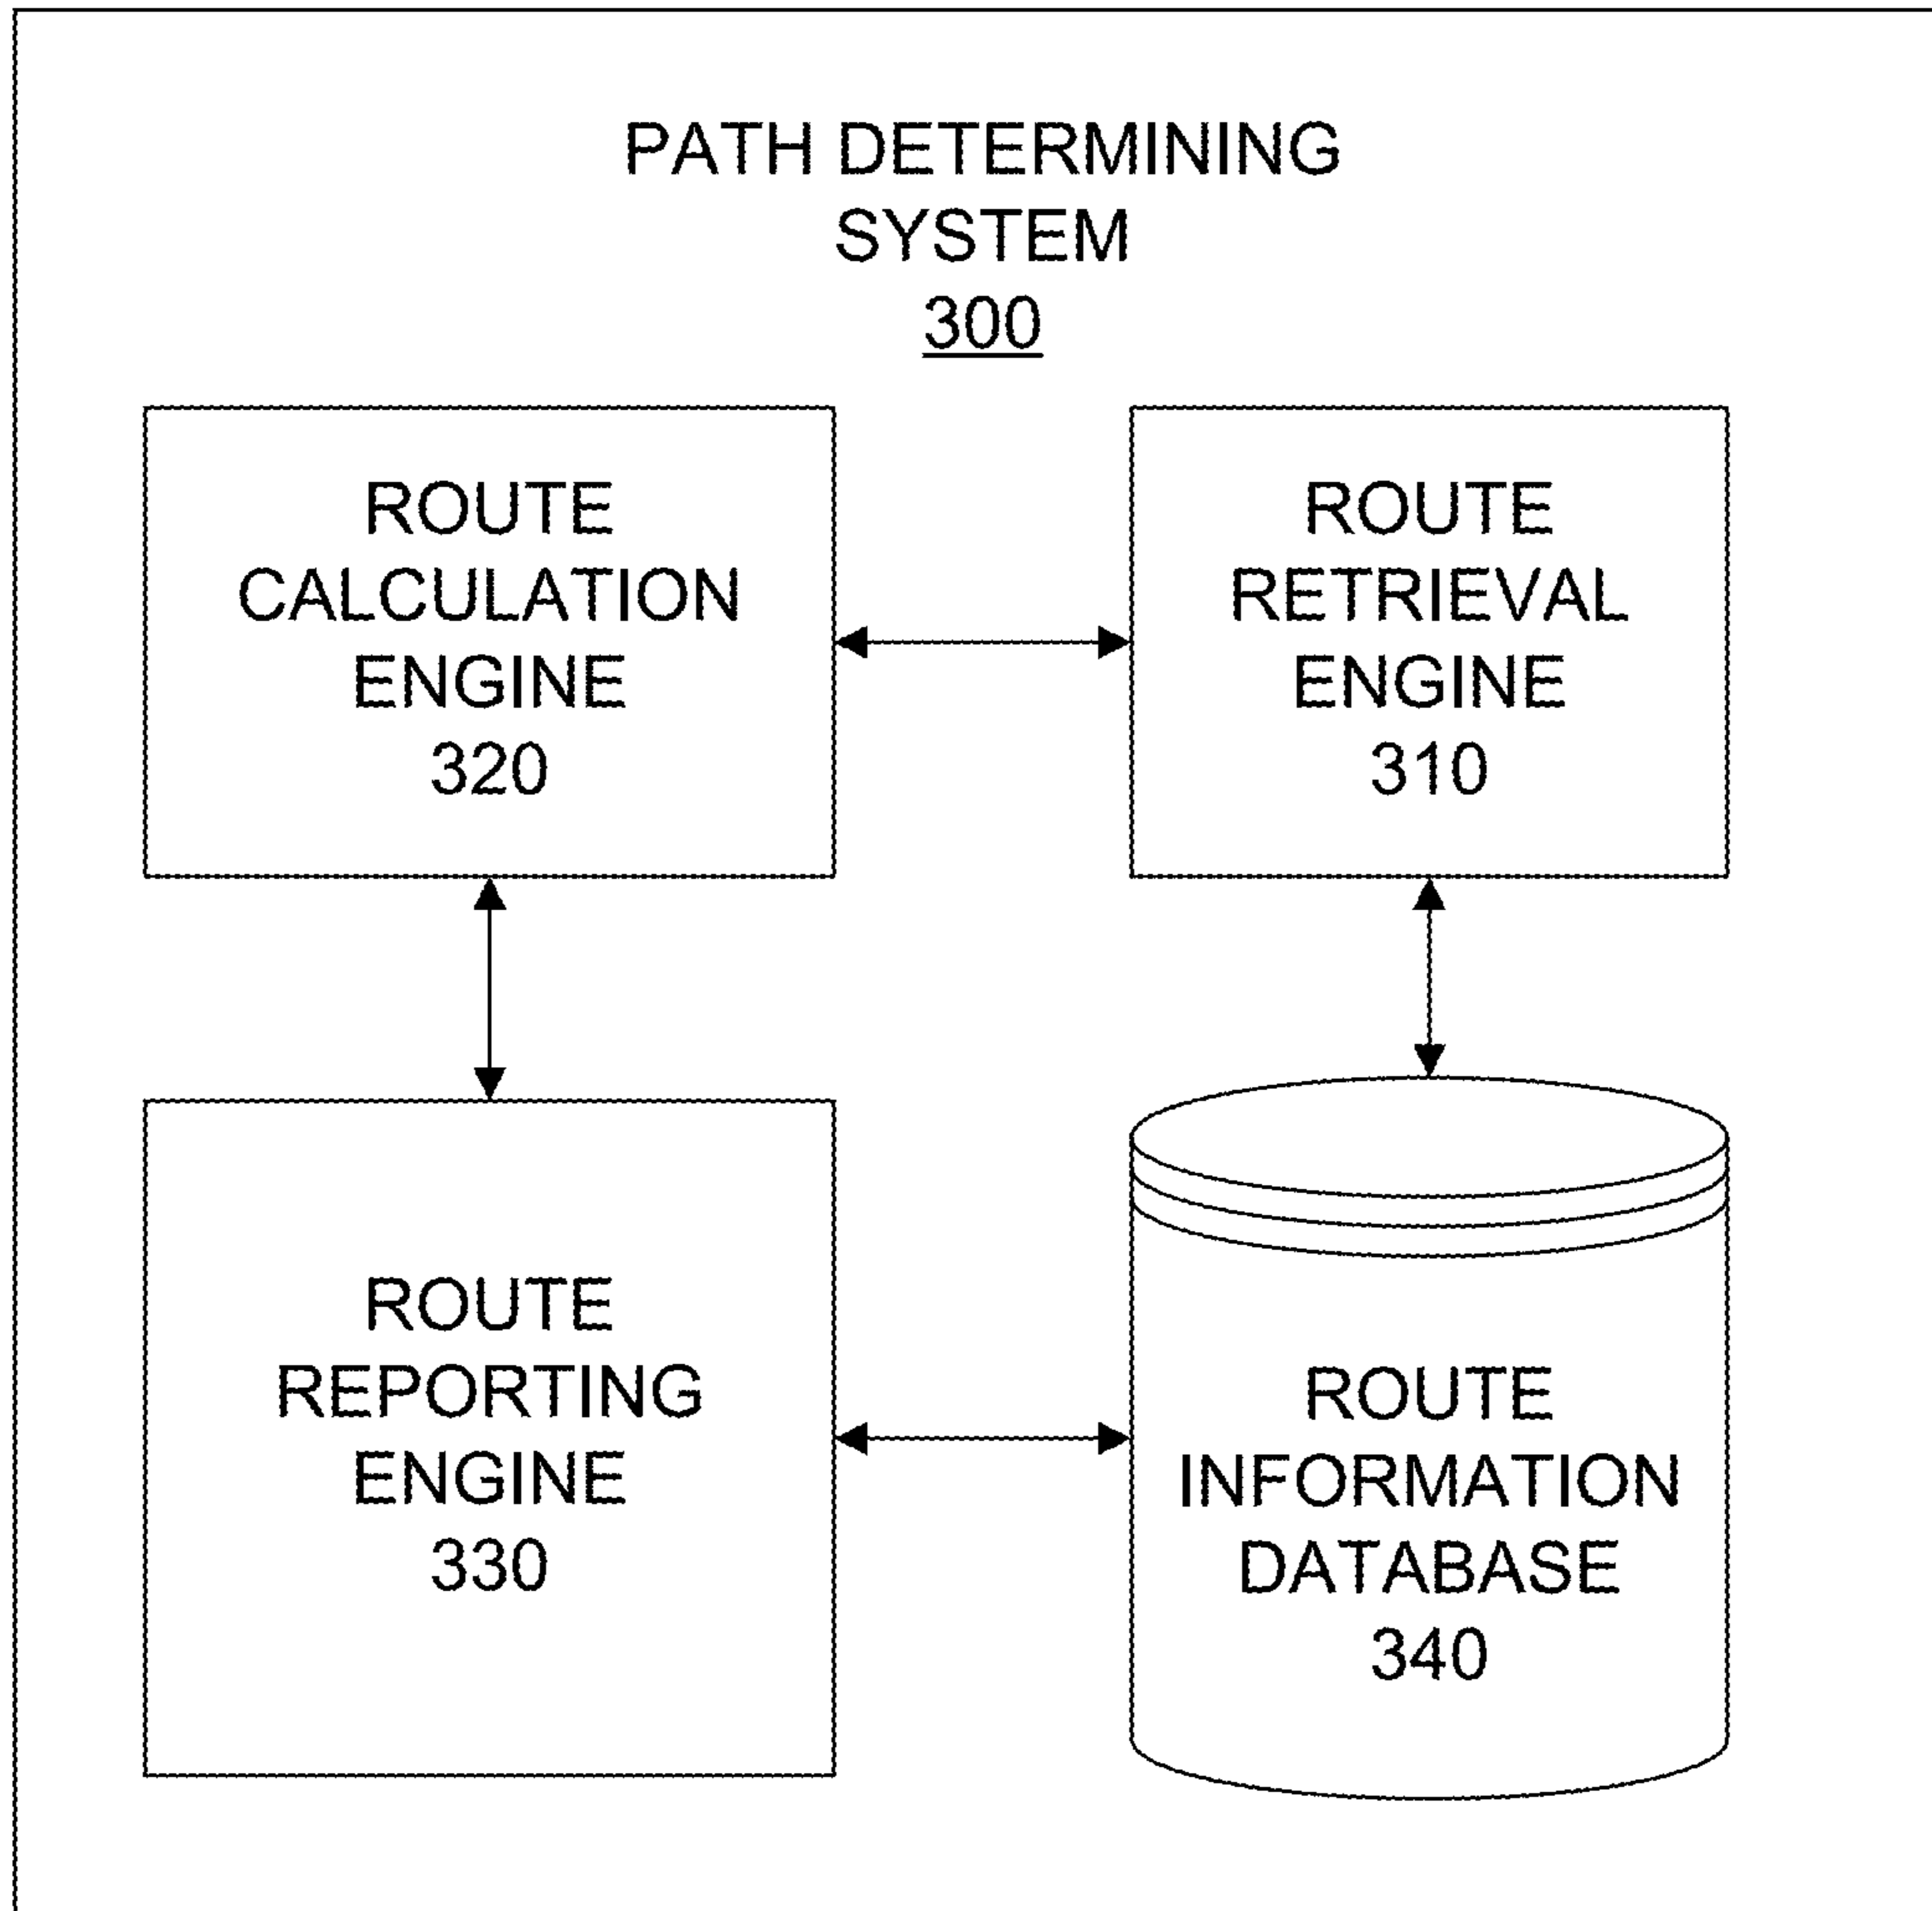 PATH DETERMINING
SYSTEM
300
ROUTE
CALCULATION
ENGINE
320
ROUTE
RETRIEVAL
ENGINE
310
ROUTE
REPORTING
ENGINE
330
ROUTE
INFORMATION
DATABASE
340